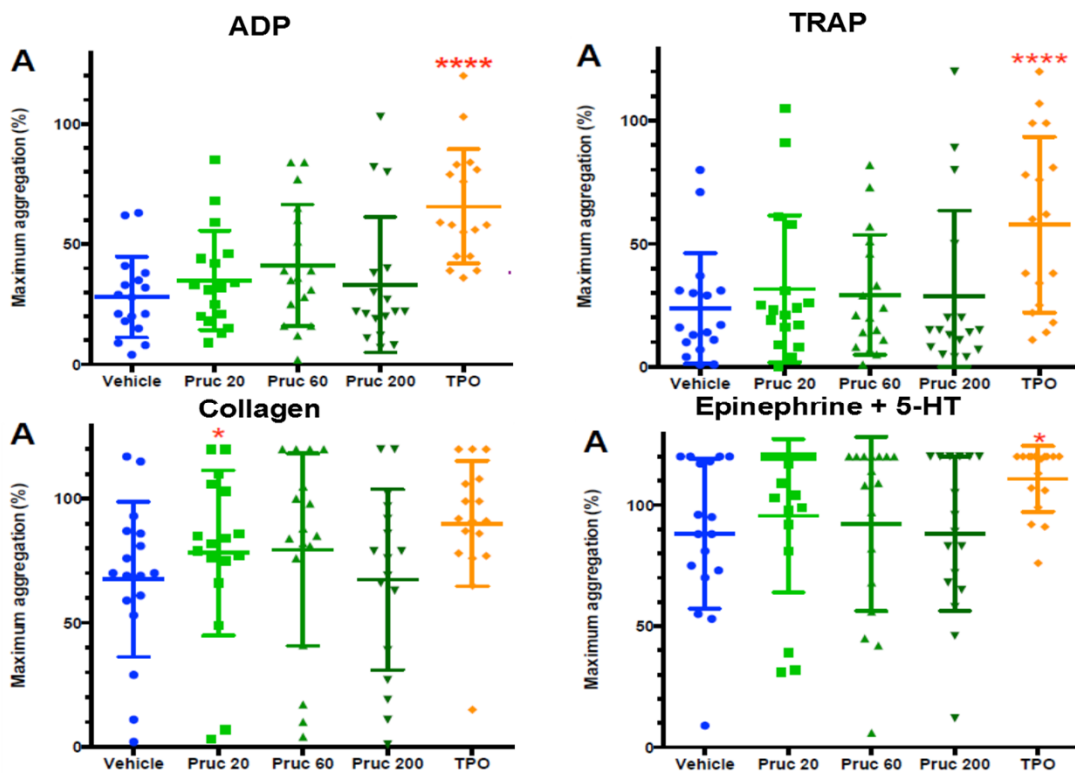 ADP
A
****
Maximum aggregation (%)
100
50
0
Vehicle Pruc 20 Pruc 60 Pruc 200 TPO
TRAP
A
****
Maximum aggregation (%)
100
50
0
Vehicle Pruc 20 Pruc 60 Pruc 200 TPO
Collagen
A
*
Maximum aggregation (%)
100
50
0
Vehicle Pruc 20 Pruc 60 Pruc 200 TPO
Epinephrine + 5-HT
A
*
Maximum aggregation (%)
100
50
0
Vehicle Pruc 20 Pruc 60 Pruc 200 TPO